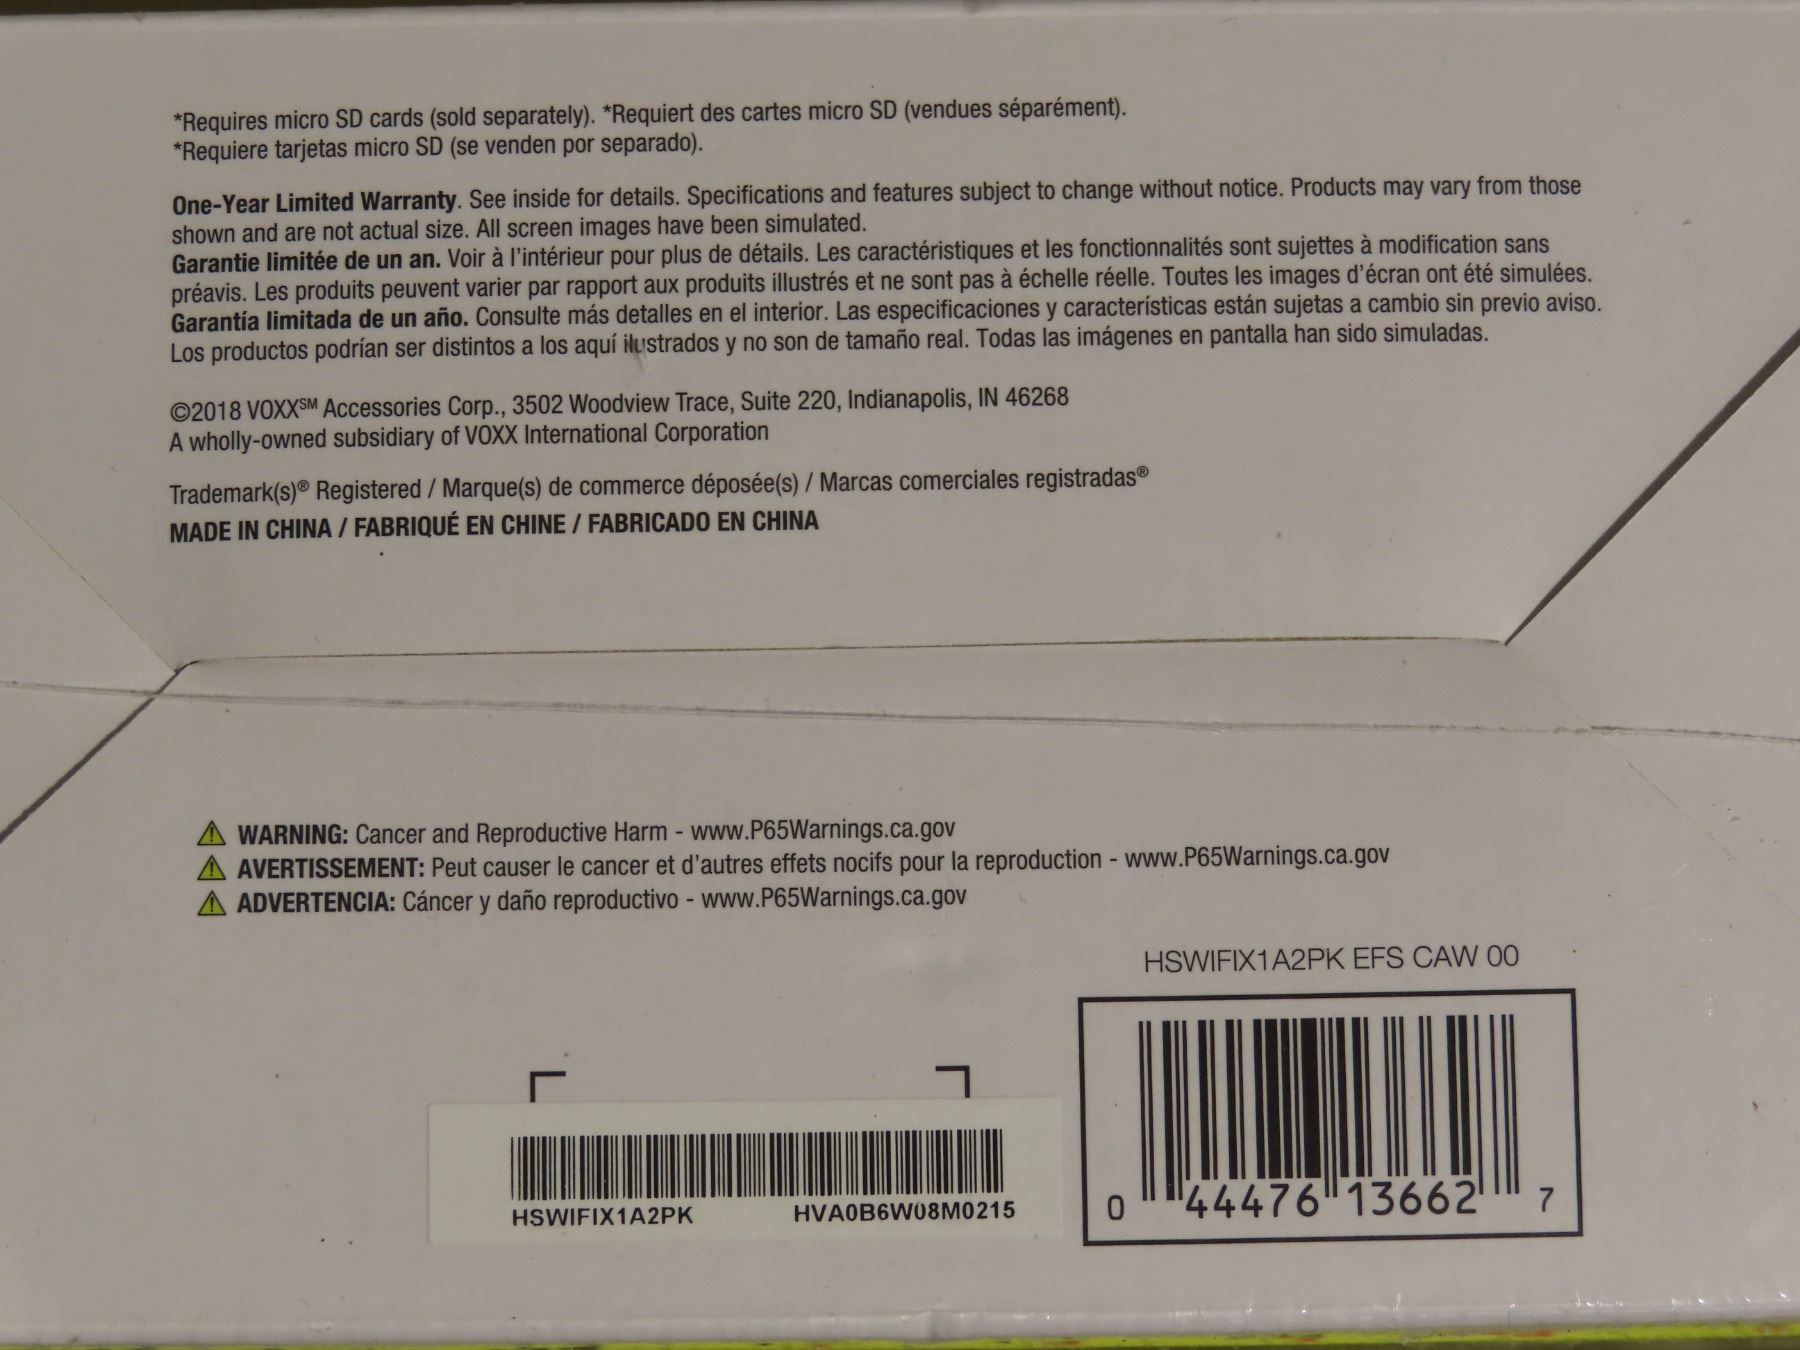 *Requires micro SD cards (sold separately). *Requiert des cartes micro SD (vendues séparément).
*Requiere tarjetas micro SD (se venden por separado).
One-Year Limited Warranty. See inside for details. Specifications and features subject to change without notice. Products may vary from those
shown and are not actual size. All screen images have been simulated.
Garantie limitée de un an. Voir à l'intérieur pour plus de détails. Les caractéristiques et les fonctionnalités sont sujettes à modification sans
préavis. Les produits peuvent varier par rapport aux produits illustrés et ne sont pas à échelle réelle. Toutes les images d'écran ont été simulées.
Garantía limitada de un año. Consulte más detalles en el interior. Las especificaciones y características están sujetas a cambio sin previo aviso.
Los productos podrían ser distintos a los aquí ilustrados y no son de tamaño real. Todas las imágenes en pantalla han sido simuladas.
©2018 VOXX℠ Accessories Corp., 3502 Woodview Trace, Suite 220, Indianapolis, IN 46268
A wholly-owned subsidiary of VOXX International Corporation
Trademark(s)® Registered / Marque(s) de commerce déposée(s) / Marcas comerciales registradas®
MADE IN CHINA / FABRIQUÉ EN CHINE / FABRICADO EN CHINA
WARNING: Cancer and Reproductive Harm - www.P65Warnings.ca.gov
AVERTISSEMENT: Peut causer le cancer et d'autres effets nocifs pour la reproduction - www.P65Warnings.ca.gov
ADVERTENCIA: Cáncer y daño reproductivo - www.P65Warnings.ca.gov
HSWIFIX1A2PK EFS CAW 00
HSWIFIX1A2PK HVA0B6W08M0215
0 44476 13662 7